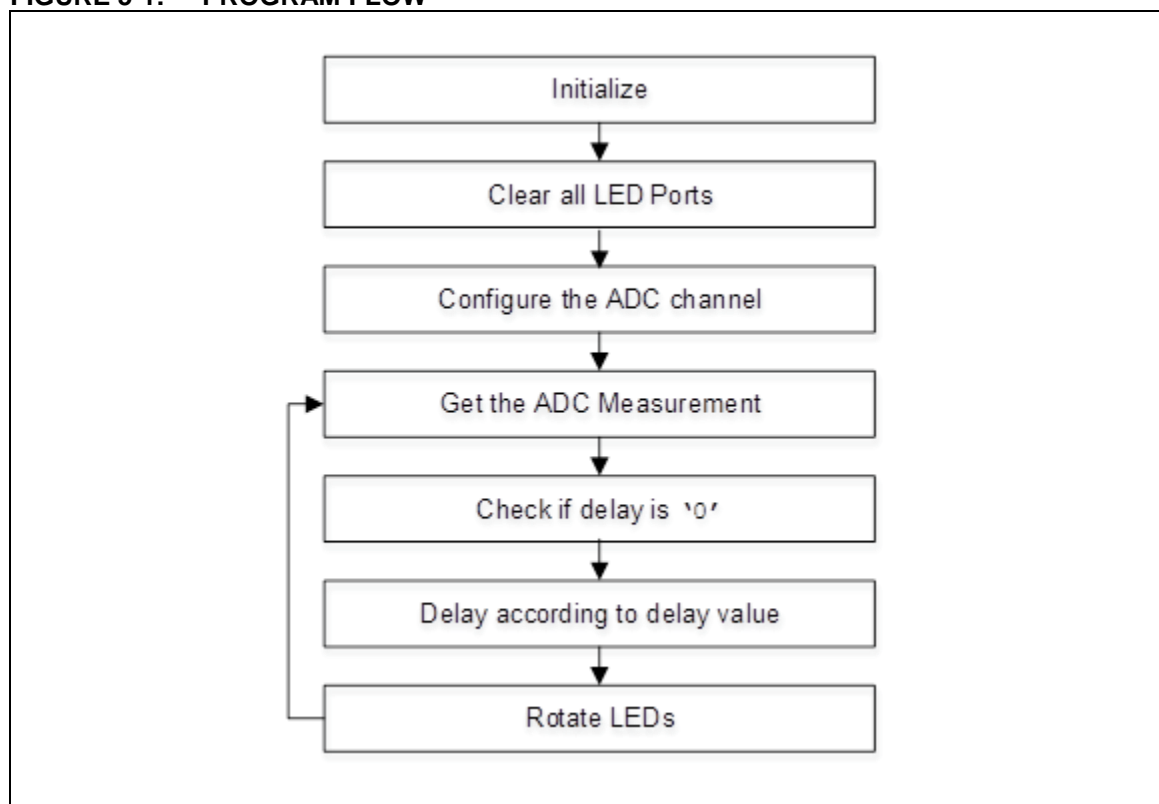 FIGURE 3-1: PROGRAM FLOW
Initialize
Clear all LED Ports
Configure the ADC channel
Get the ADC Measurement
Check if delay is ‘0’
Delay according to delay value
Rotate LEDs